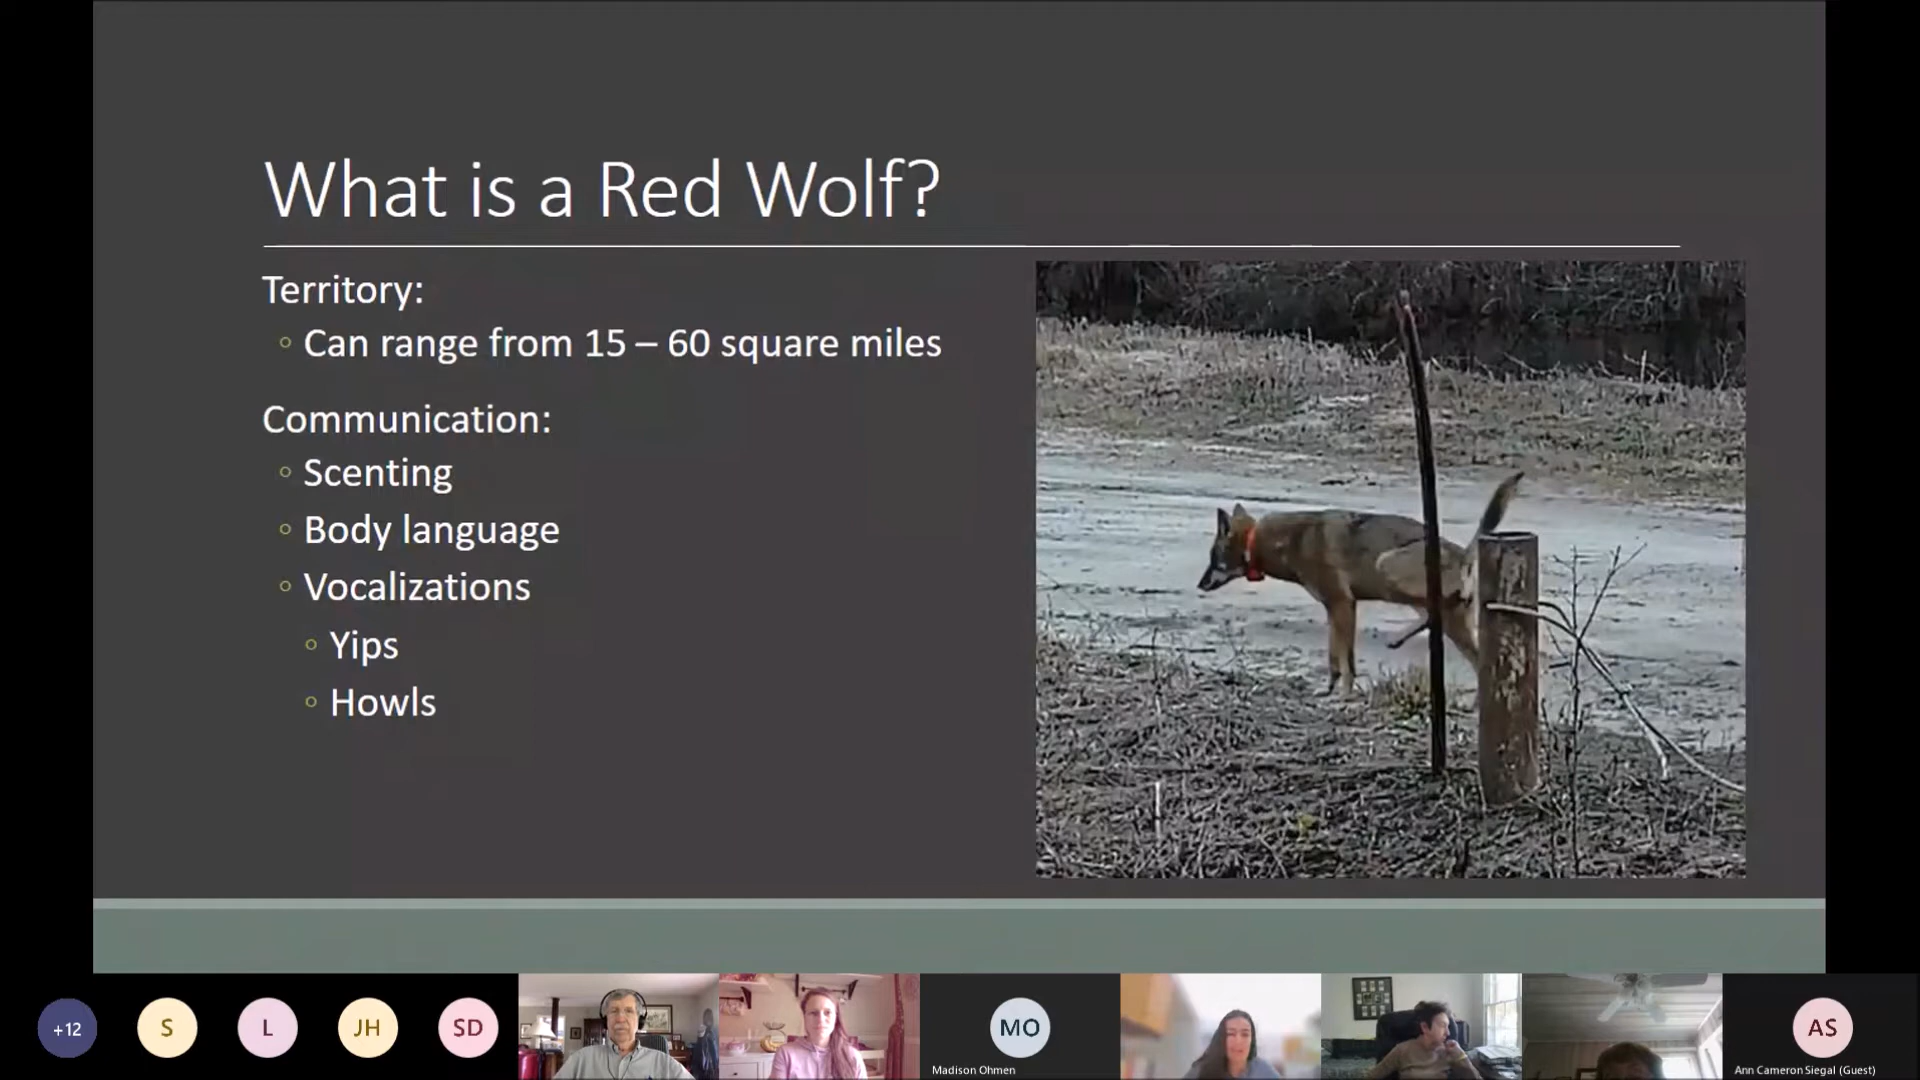 What is a Red Wolf?
Territory:
Can range from 15 – 60 square miles
Communication:
Scenting
Body language
Vocalizations
Yips
Howls
+12
S
L
JH
SD
MO
Madison Ohmen
AS
Ann Cameron Siegal (Guest)